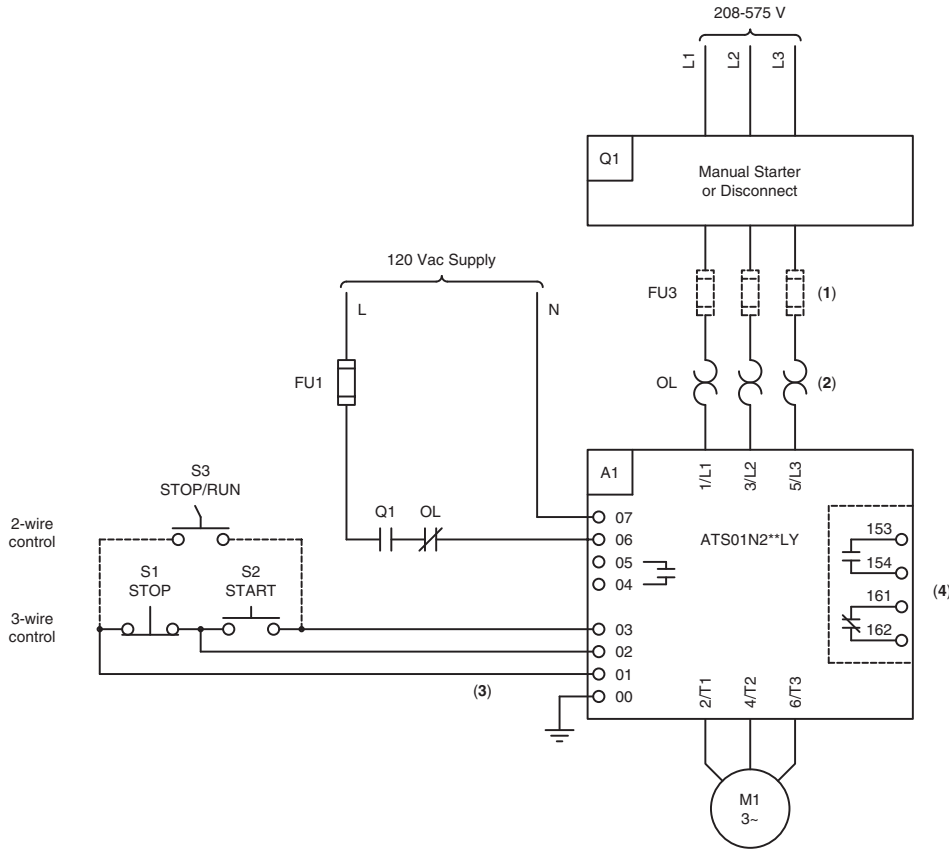 208-575 V
L1
L2
L3
Q1
Manual Starter
or Disconnect
120 Vac Supply
L
N
FU3
(1)
FU1
OL
(2)
S3
STOP/RUN
A1
1/L1
3/L2
5/L3
2-wire
control
Q1
OL
07
06
05
04
ATS01N2**LY
153
154
161
162
(4)
S1
STOP
S2
START
3-wire
control
03
02
01
00
(3)
2/T1
4/T2
6/T3
M1
3~